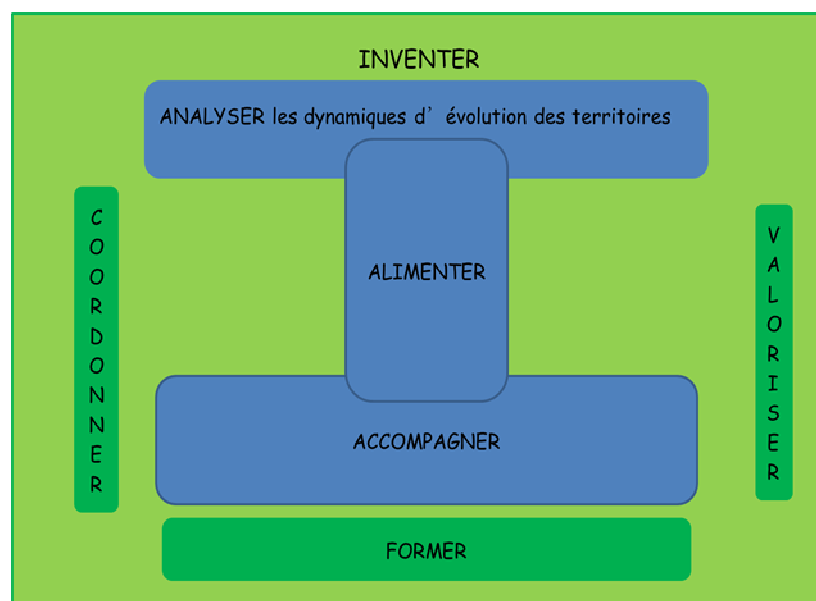 INVENTER
ANALYSER les dynamiques d’ évolution des territoires
COORDONNER
ALIMENTER
VALORISER
ACCOMPAGNER
FORMER